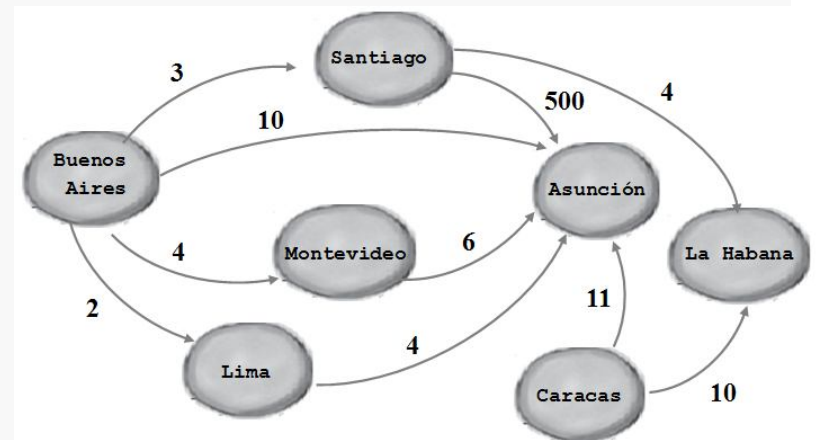 Santiago
3
500
4
10
Buenos
Aires
Asunción
4
Montevideo
6
La Habana
2
11
4
Lima
Caracas
10